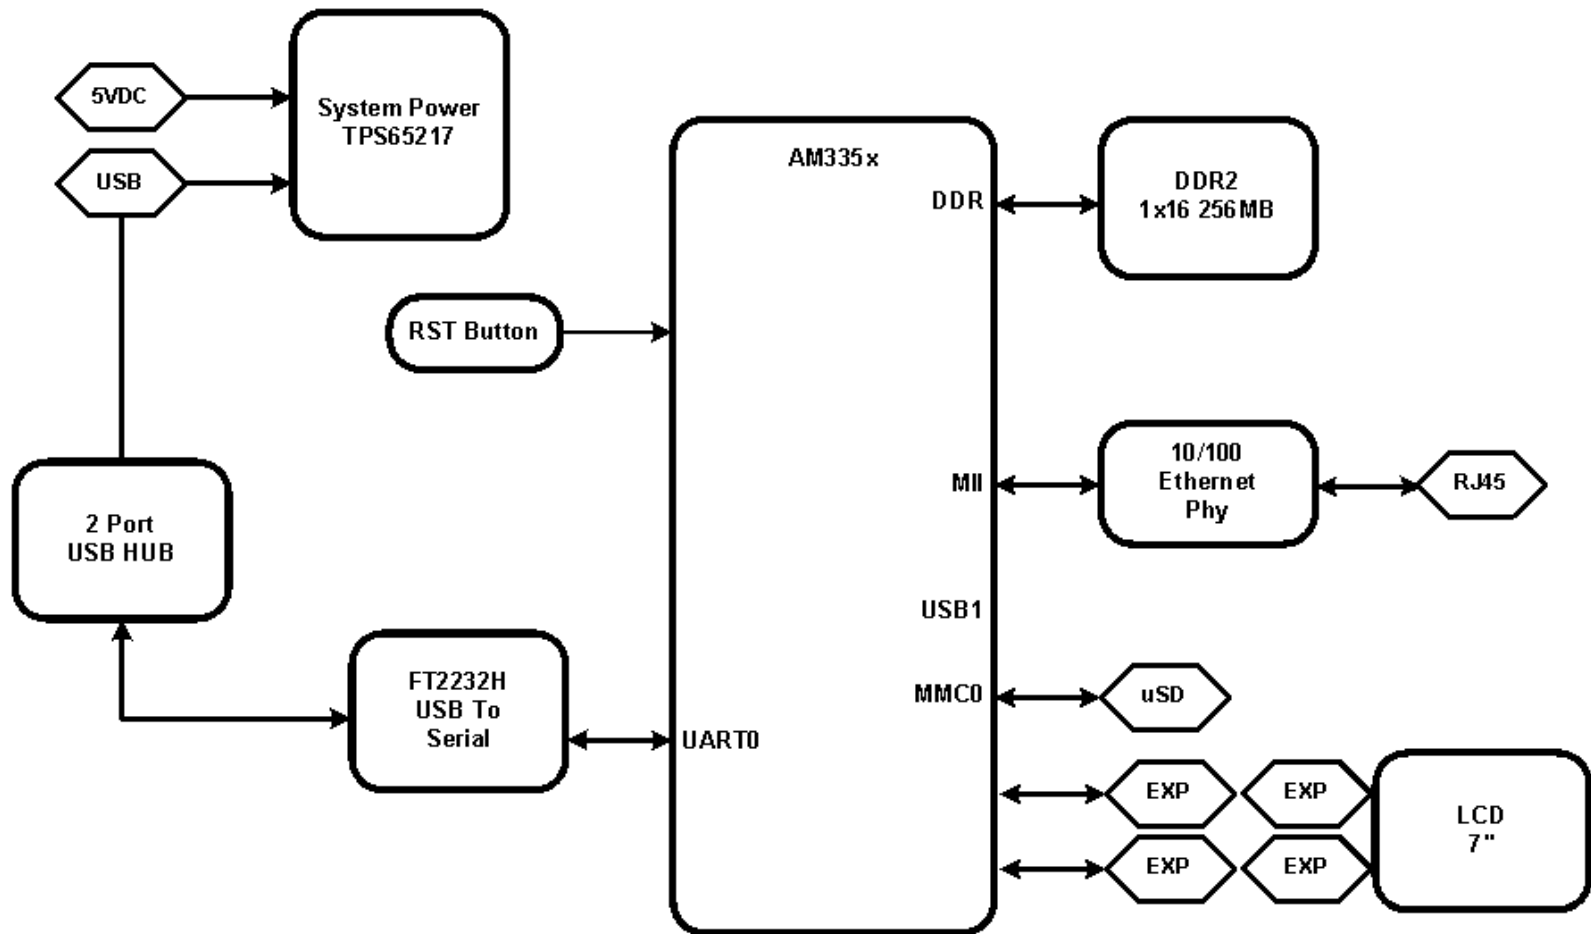 5VDC
System Power
TPS65217
USB
AM335x
DDR
DDR2
1x16 256MB
RST Button
MII
10/100
Ethernet
Phy
RJ45
2 Port
USB HUB
USB1
FT2232H
USB To
Serial
UART0
MMC0
uSD
EXP
EXP
EXP
EXP
LCD
7"